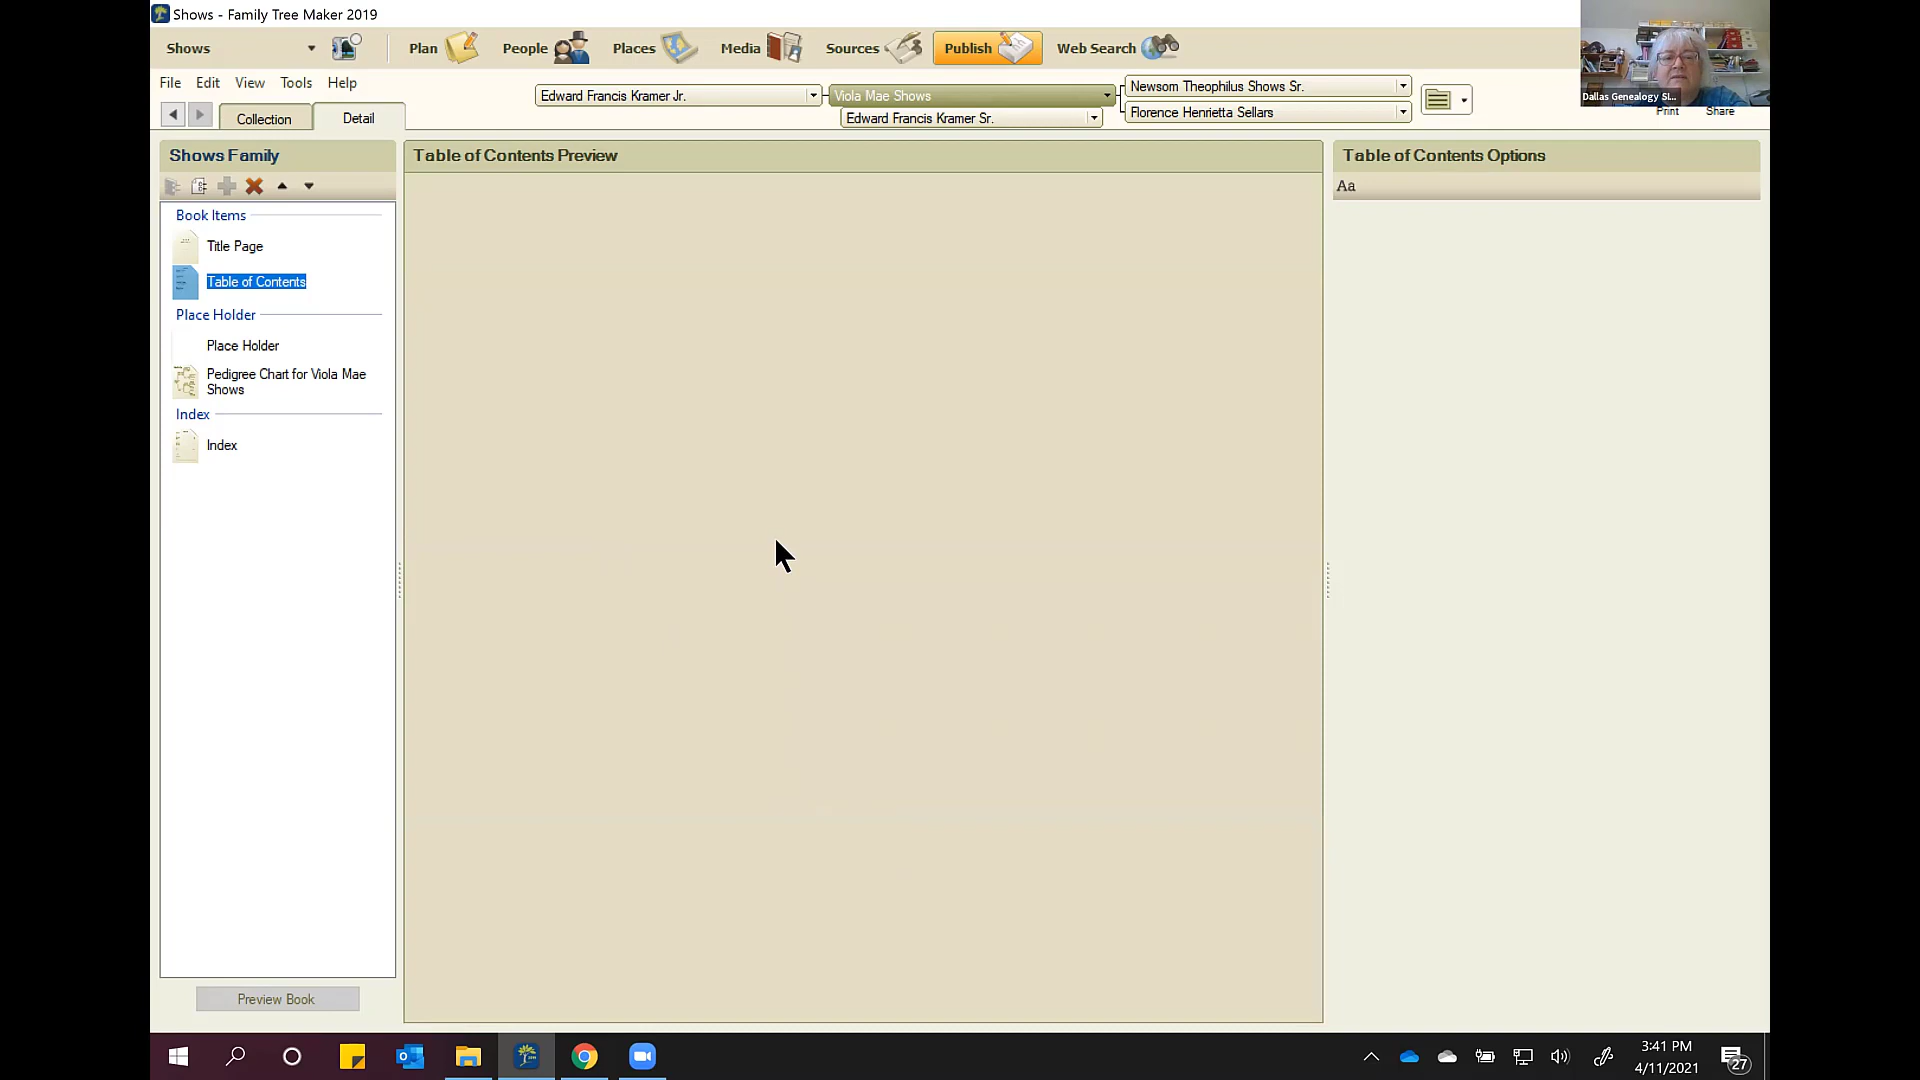 Shows - Family Tree Maker 2019
Shows Plan People Places Media Sources Publish Web Search
File Edit View Tools Help
Edward Francis Kramer Jr. Viola Mae Shows Newsom Theophilus Shows Sr.
Edward Francis Kramer Sr. Florence Henrietta Sellars
Dallas Genealogy SI...
Print Share
Collection Detail
Shows Family
Table of Contents Preview
Table of Contents Options
Aa
Book Items
Title Page
Table of Contents
Place Holder
Place Holder
Pedigree Chart for Viola Mae
Shows
Index
Index
Preview Book
3:41 PM
4/11/2021
27